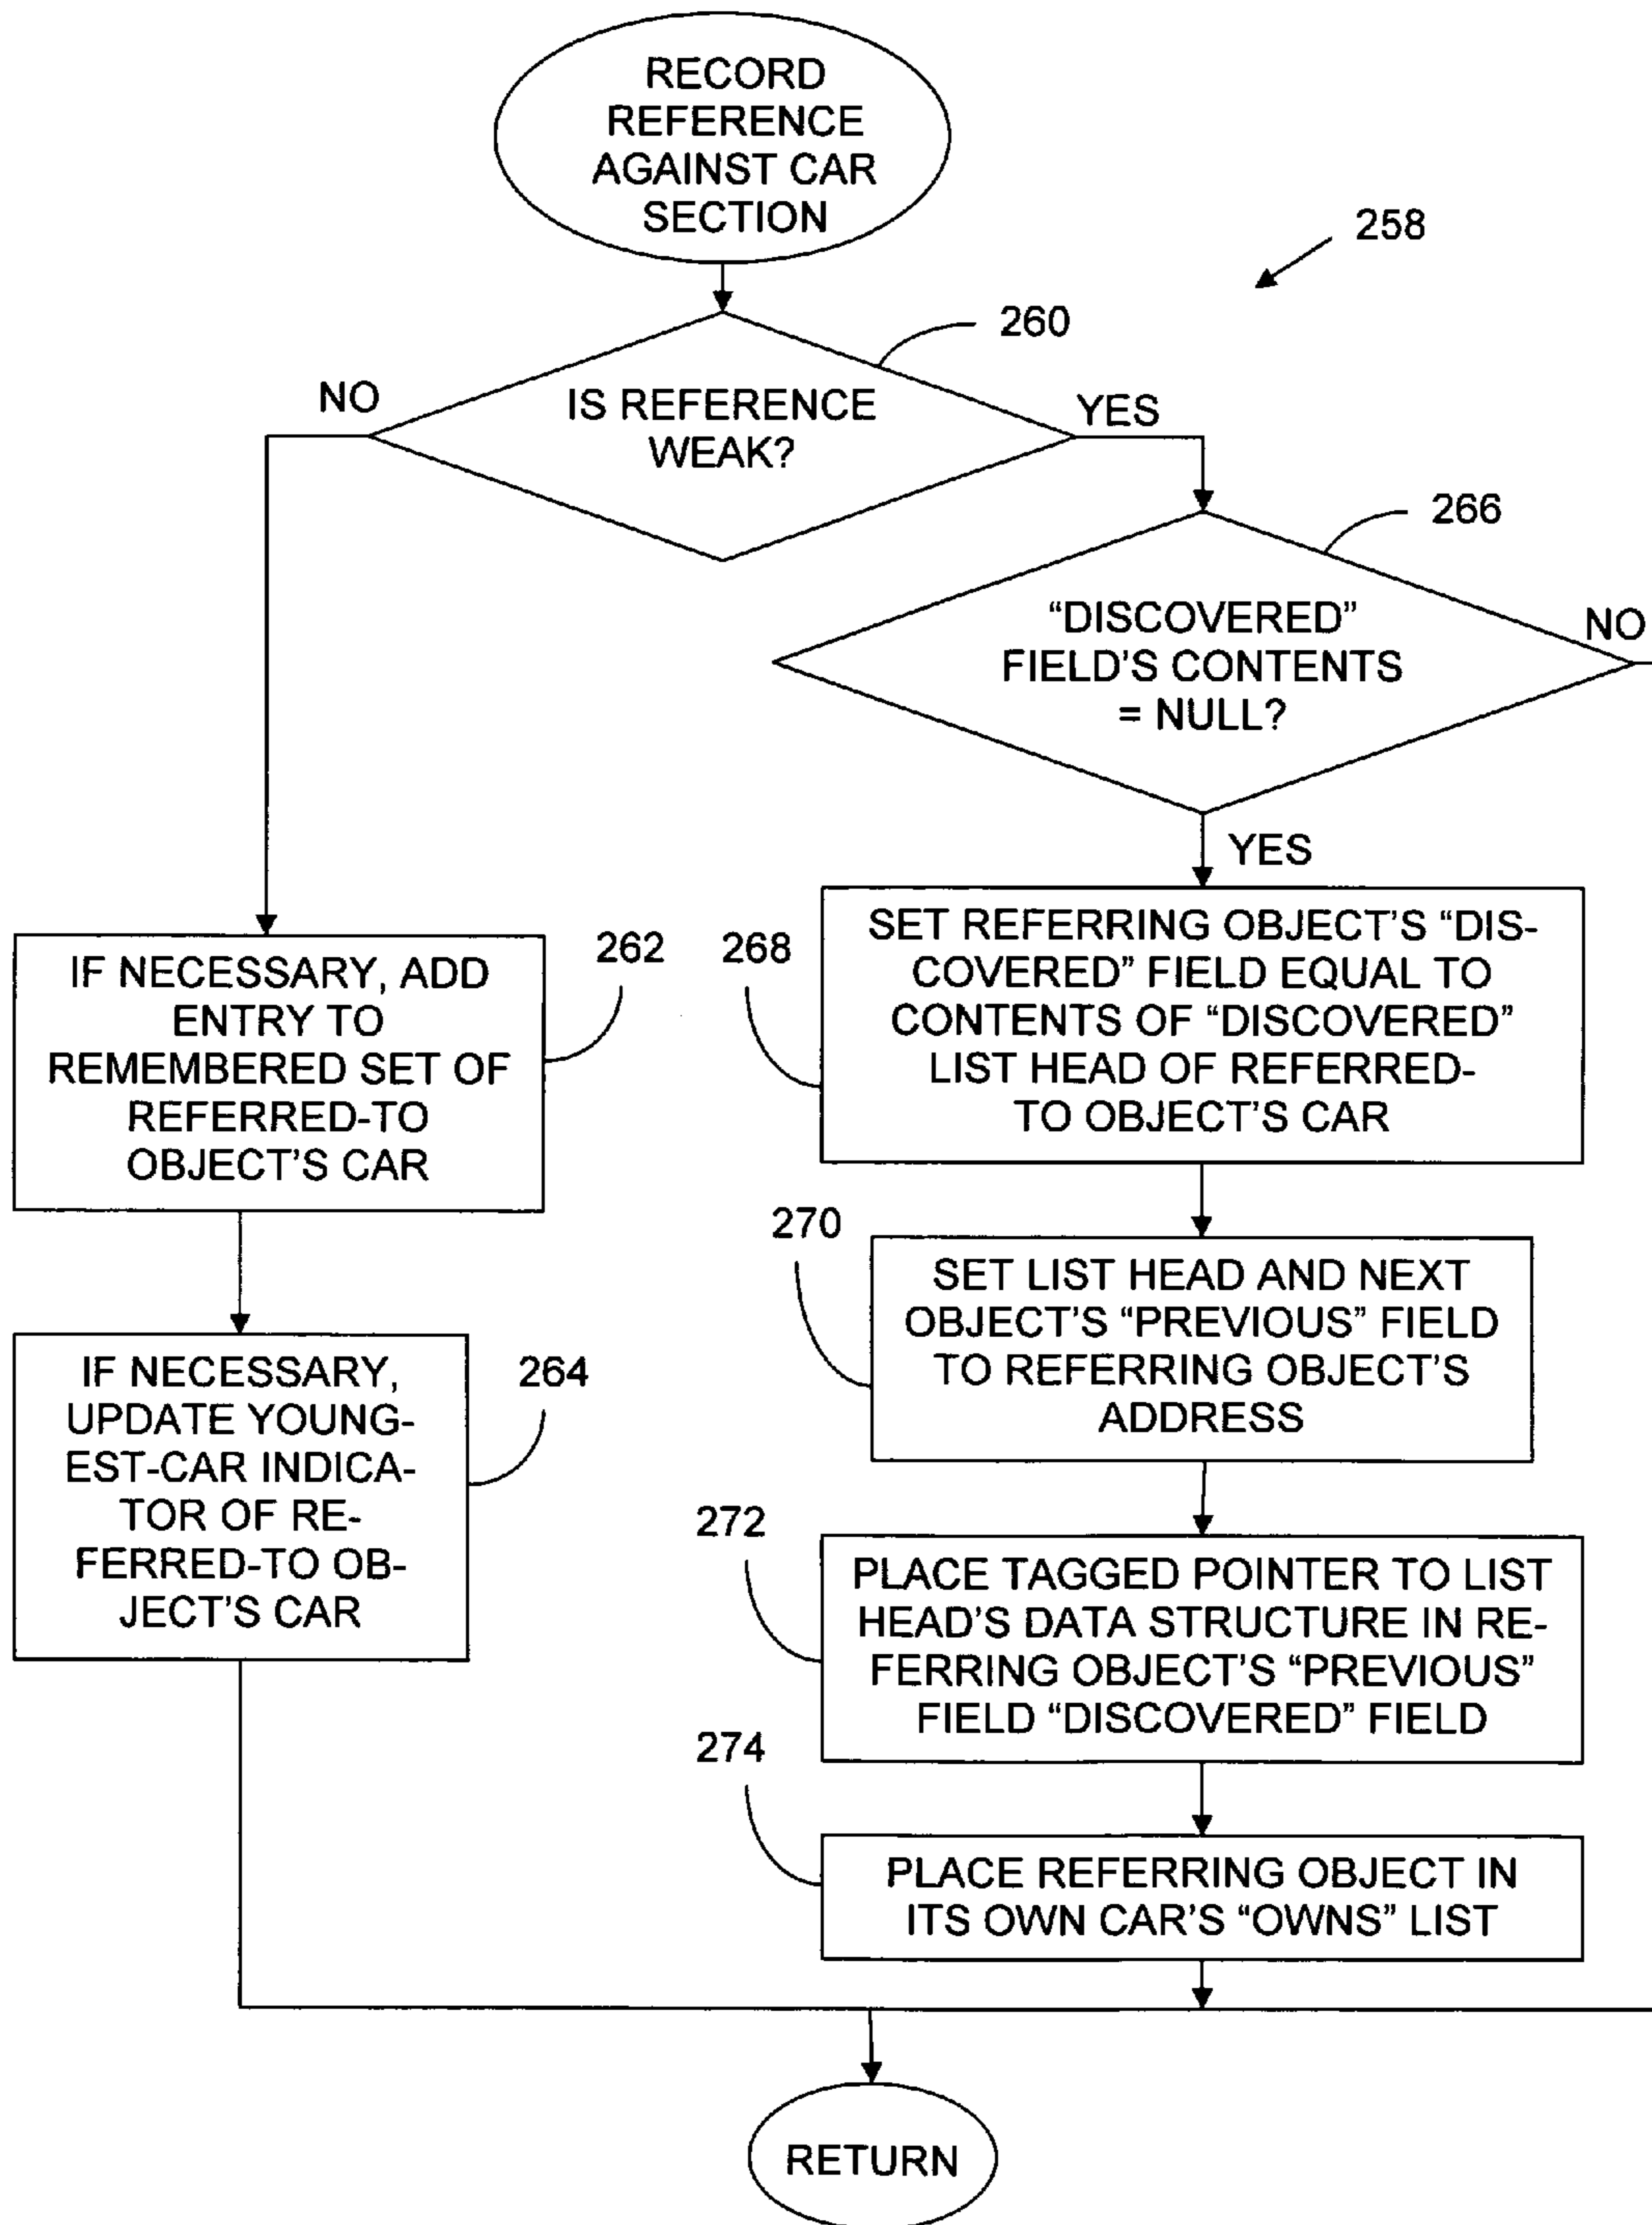 RECORD
REFERENCE
AGAINST CAR
SECTION
258
260
NO
IS REFERENCE
WEAK?
YES
266
"DISCOVERED"
FIELD'S CONTENTS
= NULL?
NO
YES
IF NECESSARY, ADD
ENTRY TO
REMEMBERED SET OF
REFERRED-TO
OBJECT'S CAR
262
268
SET REFERRING OBJECT'S "DIS-
COVERED" FIELD EQUAL TO
CONTENTS OF "DISCOVERED"
LIST HEAD OF REFERRED-
TO OBJECT'S CAR
270
SET LIST HEAD AND NEXT
OBJECT'S "PREVIOUS" FIELD
TO REFERRING OBJECT'S
ADDRESS
IF NECESSARY,
UPDATE YOUNG-
EST-CAR INDICA-
TOR OF RE-
FERRED-TO OB-
JECT'S CAR
264
272
PLACE TAGGED POINTER TO LIST
HEAD'S DATA STRUCTURE IN RE-
FERRING OBJECT'S "PREVIOUS"
FIELD "DISCOVERED" FIELD
274
PLACE REFERRING OBJECT IN
ITS OWN CAR'S "OWNS" LIST
RETURN